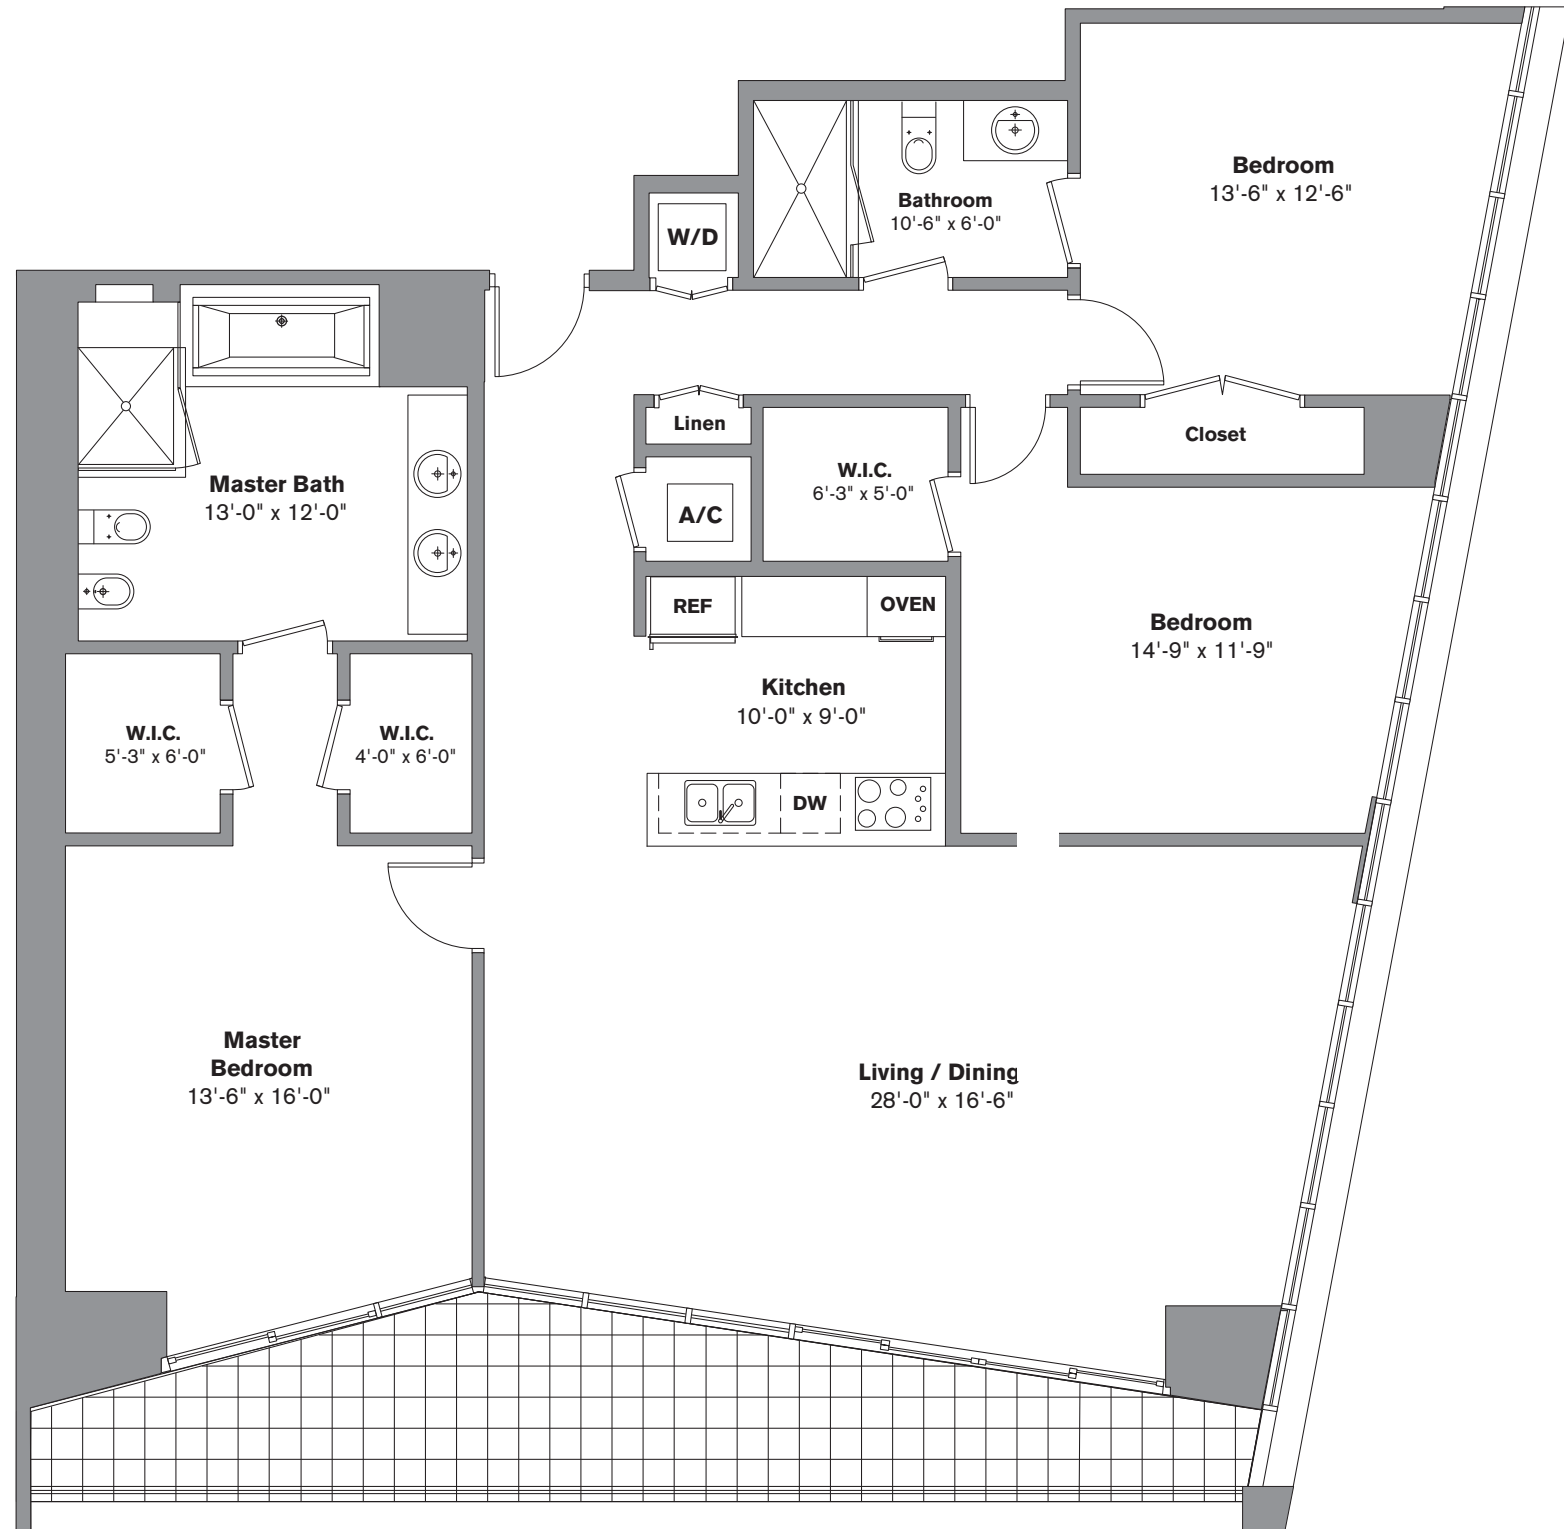 Bedroom
13'-6" x 12'-6"
Bathroom
10'-6" x 6'-0"
W/D
Linen
Closet
W.I.C.
6'-3" x 5'-0"
Master Bath
13'-0" x 12'-0"
A/C
REF
OVEN
Bedroom
14'-9" x 11'-9"
Kitchen
10'-0" x 9'-0"
W.I.C.
5'-3" x 6'-0"
W.I.C.
4'-0" x 6'-0"
DW
Master
Bedroom
13'-6" x 16'-0"
Living / Dining
28'-0" x 16'-6"